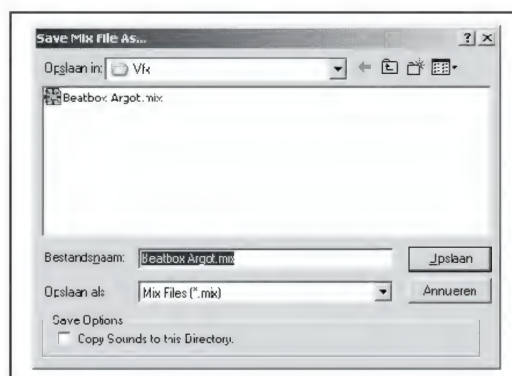 Save Mix File As...
Opslaan in: Vfx
Beatbox Argot.mix
Bestandsnaam: Beatbox Argot.mix Opslaan
Opslaan als: Mix Files (*.mix) Annuleren
Save Options
Copy Sounds to this Directory.